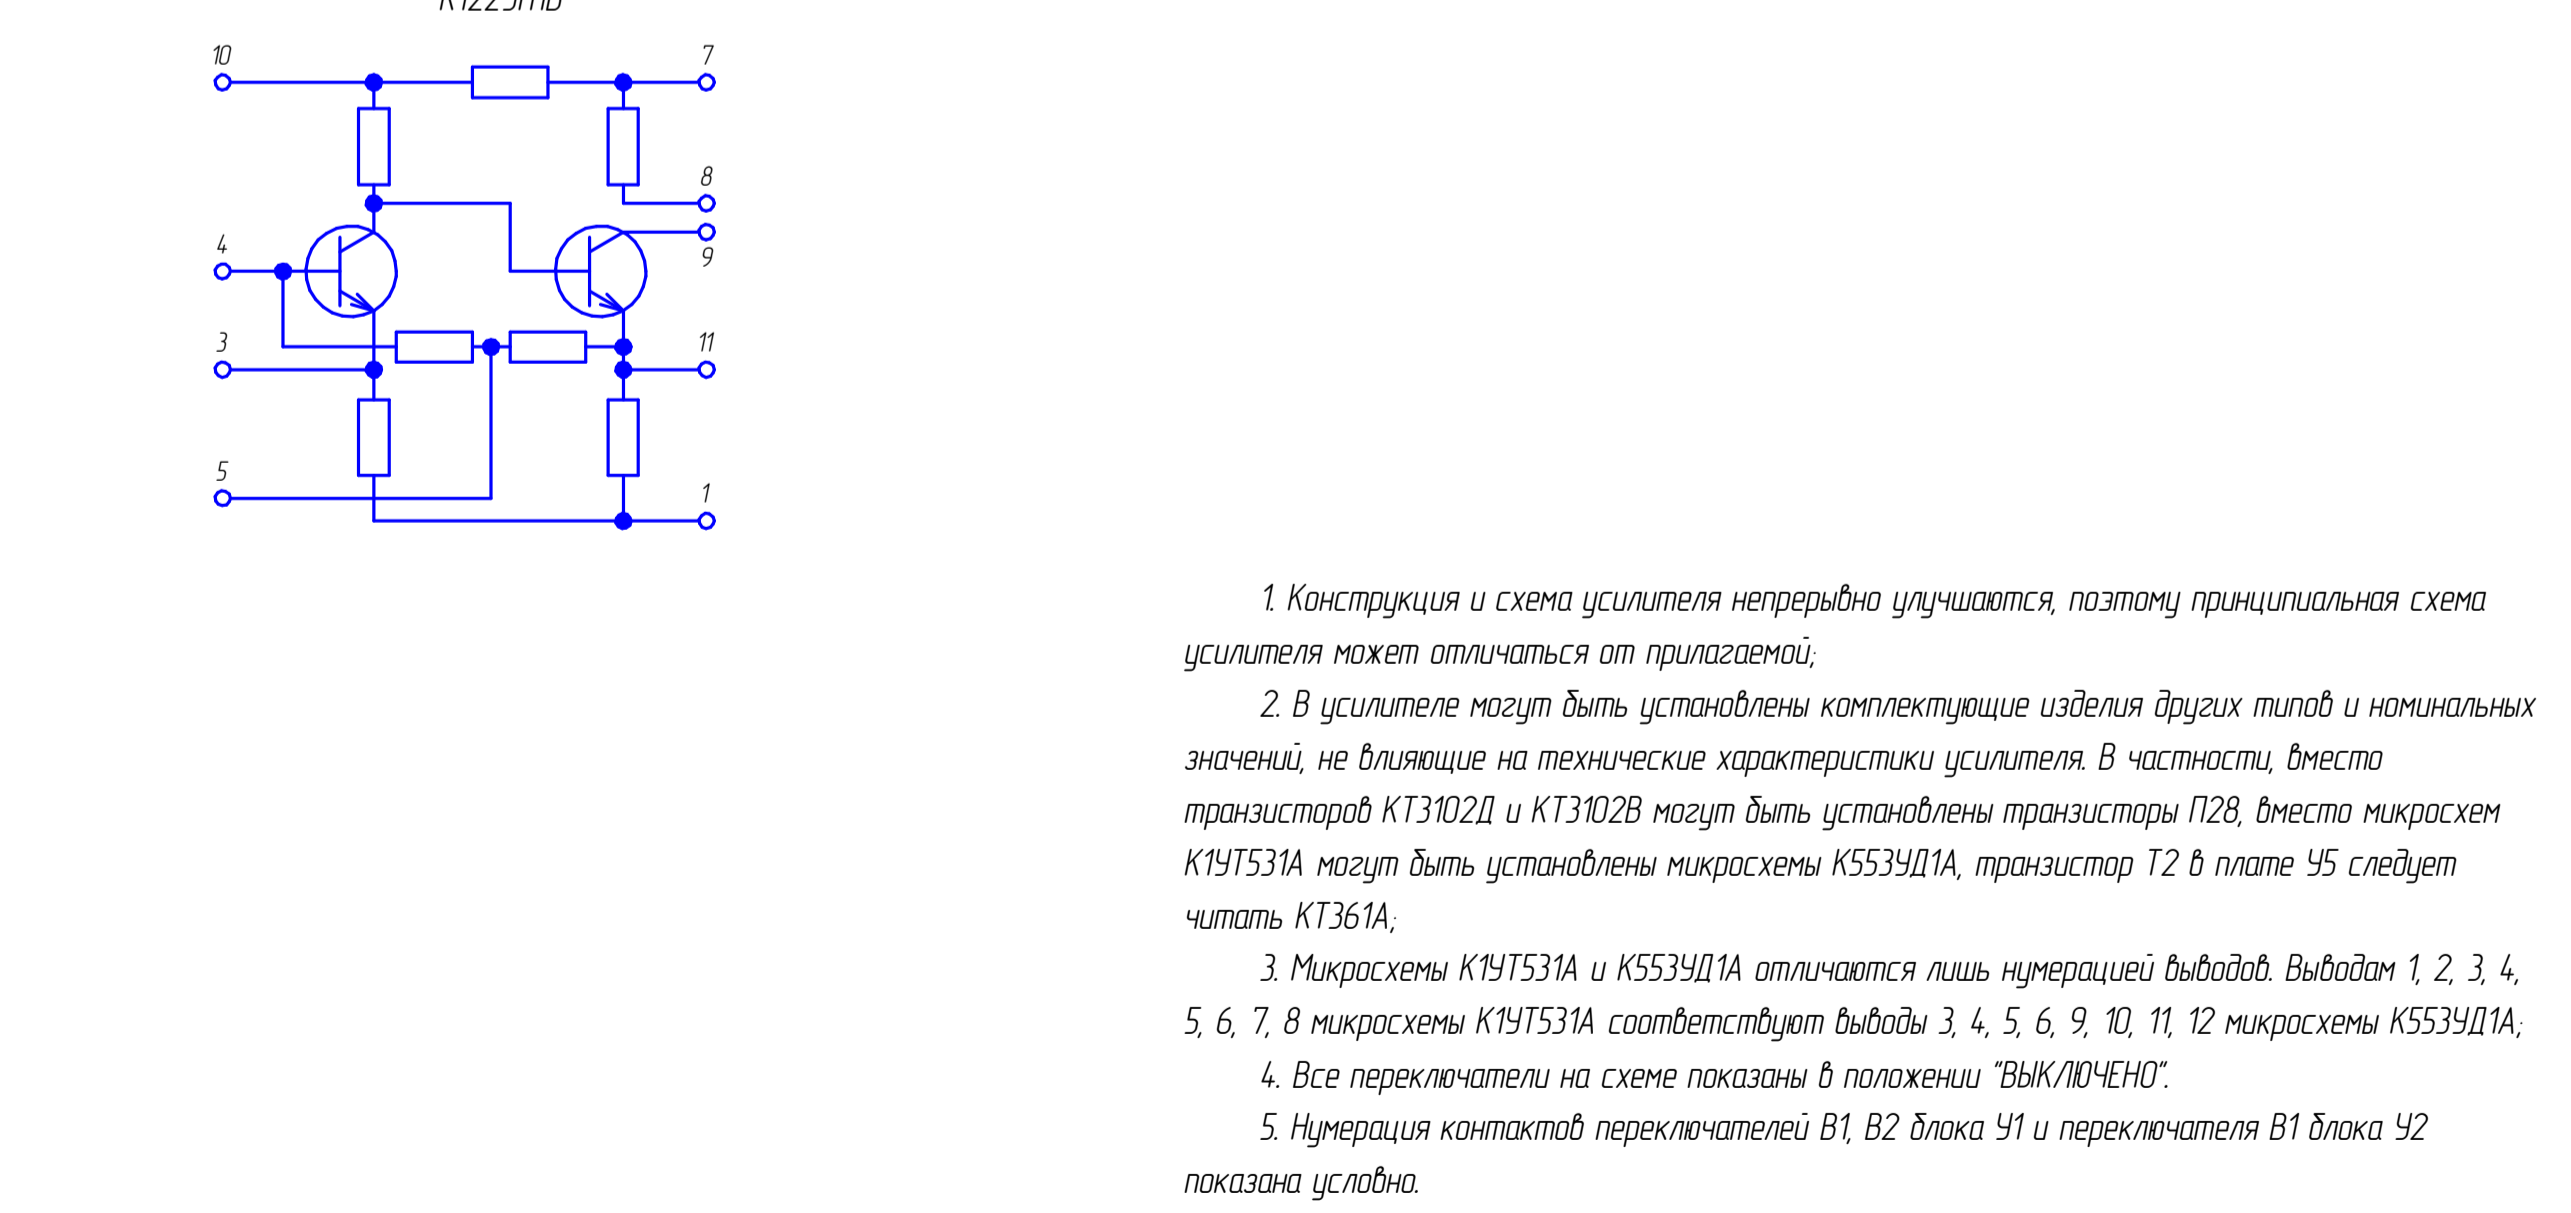 10
7
8
4
9
3
11
5
1
1. Конструкция и схема усилителя непрерывно улучшаются, поэтому принципиальная схема
усилителя может отличаться от прилагаемой;
2. В усилителе могут быть установлены комплектующие изделия других типов и номинальных
значений, не влияющие на технические характеристики усилителя. В частности, вместо
транзисторов КТ3102Д и КТ3102В могут быть установлены транзисторы П28, вместо микросхем
К1УТ531А могут быть установлены микросхемы К553УД1А, транзистор Т2 в плате У5 следует
читать КТ361А;
3. Микросхемы К1УТ531А и К553УД1А отличаются лишь нумерацией выводов. Выводам 1, 2, 3, 4,
5, 6, 7, 8 микросхемы К1УТ531А соответствуют выводы 3, 4, 5, 6, 9, 10, 11, 12 микросхемы К553УД1А;
4. Все переключатели на схеме показаны в положении "ВЫКЛЮЧЕНО".
5. Нумерация контактов переключателей В1, В2 блока У1 и переключателя В1 блока У2
показана условно.